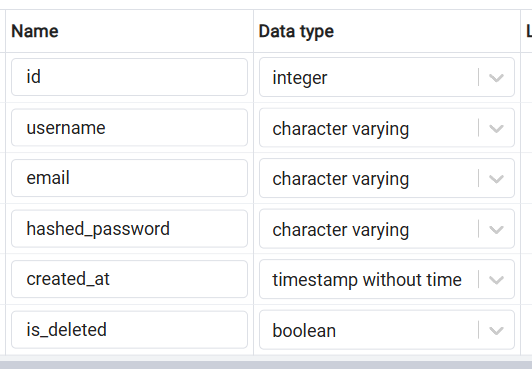 Name Data type L
id integer
username character varying
email character varying
hashed_password character varying
created_at timestamp without time
is_deleted boolean